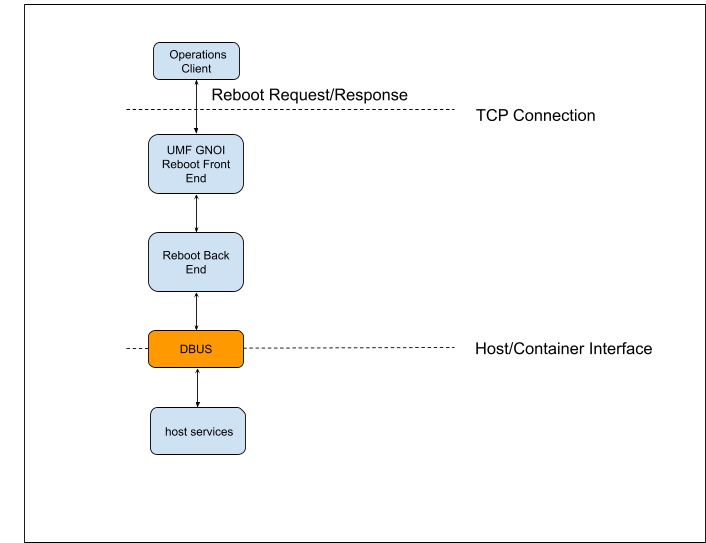 Operations
Client
Reboot Request/Response
TCP Connection
UMF GNOI
Reboot Front
End
Reboot Back
End
DBUS
Host/Container Interface
host services